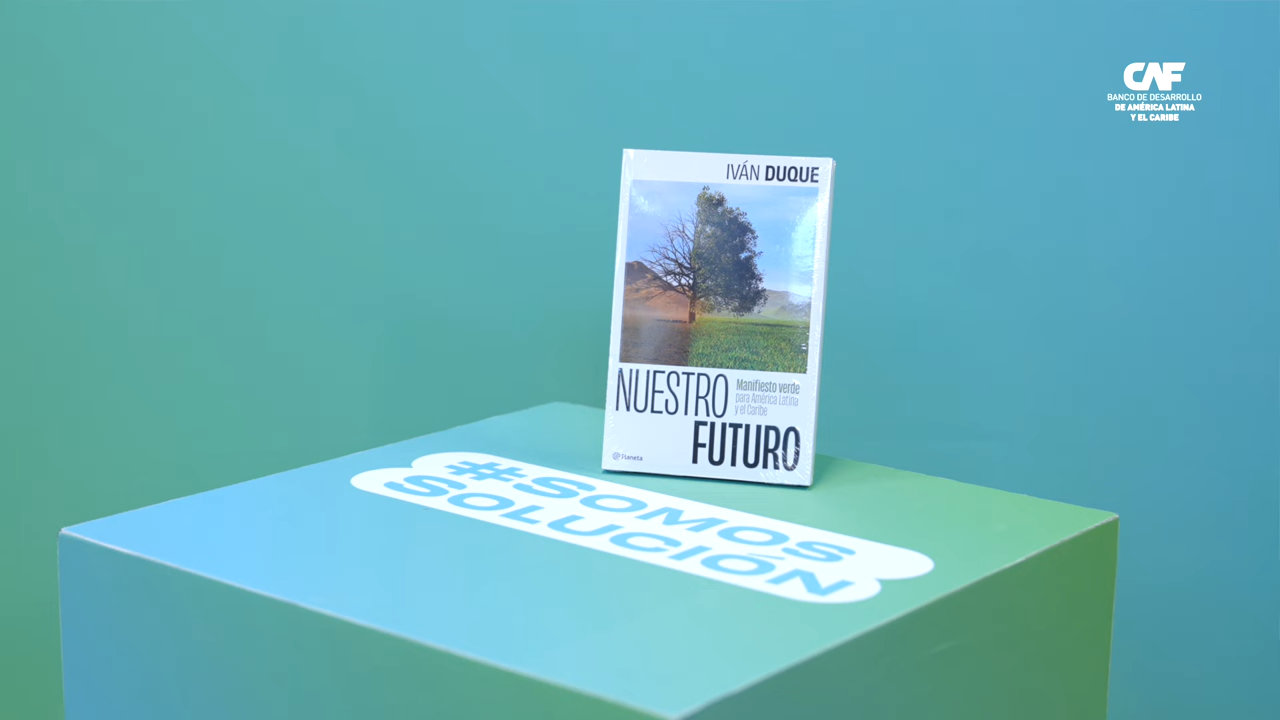 CAF
BANCO DE DESARROLLO
DE AMÉRICA LATINA
Y EL CARIBE
IVÁN DUQUE
NUESTRO
Manifiesto verde
para América Latina
y el Caribe
FUTURO
Planeta
#SOMOS
SOLUCIÓN